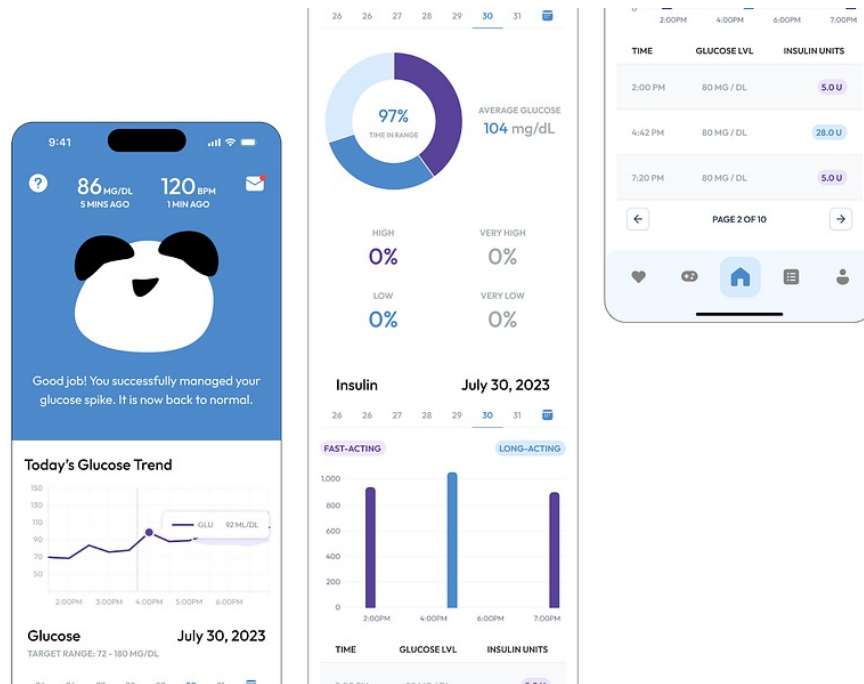 9:41
86 MG/DL 120 BPM
5 MINS AGO 1 MIN AGO
Good job! You successfully managed your
glucose spike. It is now back to normal.
Today's Glucose Trend
150
130
110
90
70
50
GLU 92 ML/DL
2:00PM 3:00PM 4:00PM 5:00PM 6:00PM
Glucose July 30, 2023
TARGET RANGE: 72 - 180 MG/DL
26 26 27 28 29 30 31
97%
TIME IN RANGE
AVERAGE GLUCOSE
104 mg/dL
HIGH VERY HIGH
0% 0%
LOW VERY LOW
0% 0%
Insulin July 30, 2023
26 26 27 28 29 30 31
FAST-ACTING LONG-ACTING
1,000
800
600
400
200
0
2:00PM 4:00PM 6:00PM 7:00PM
TIME GLUCOSE LVL INSULIN UNITS
2:00PM 4:00PM 6:00PM 7:00PM
TIME GLUCOSE LVL INSULIN UNITS
2:00 PM 80 MG / DL 5.0 U
4:42 PM 80 MG / DL 28.0 U
7:20 PM 80 MG / DL 5.0 U
PAGE 2 OF 10